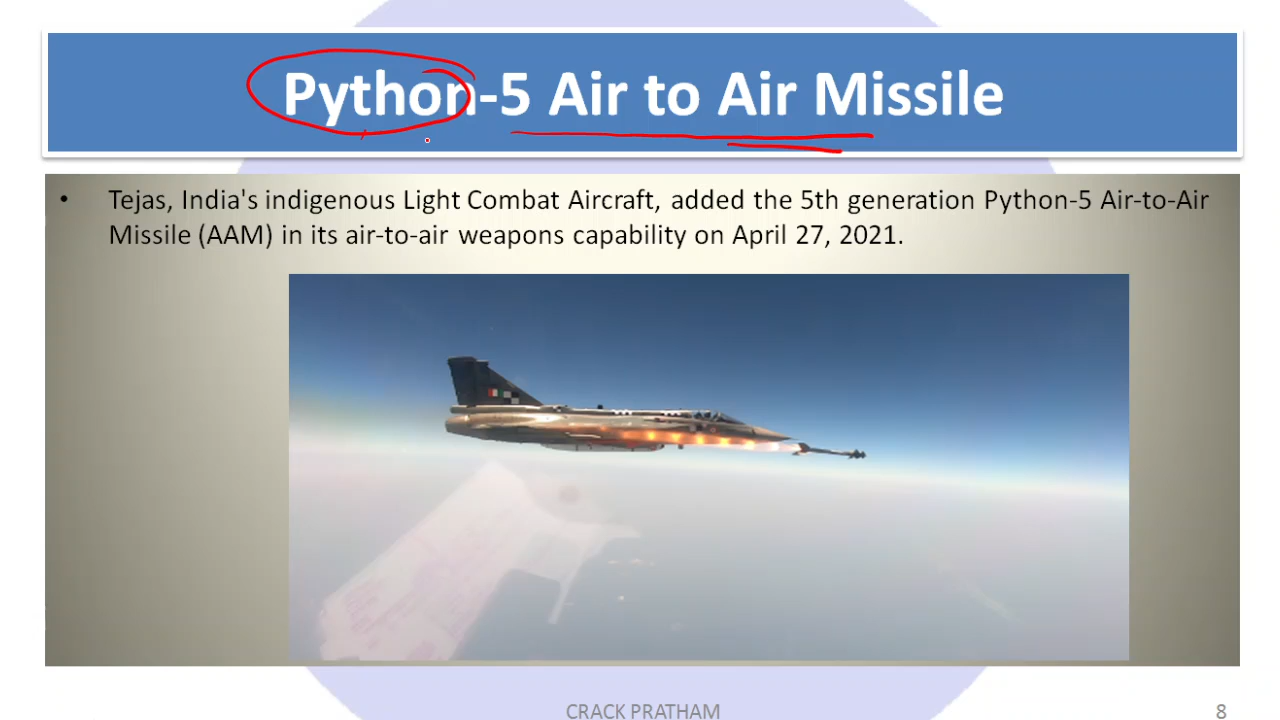 Python-5 Air to Air Missile
• Tejas, India's indigenous Light Combat Aircraft, added the 5th generation Python-5 Air-to-Air
Missile (AAM) in its air-to-air weapons capability on April 27, 2021.
CRACK PRATHAM
8